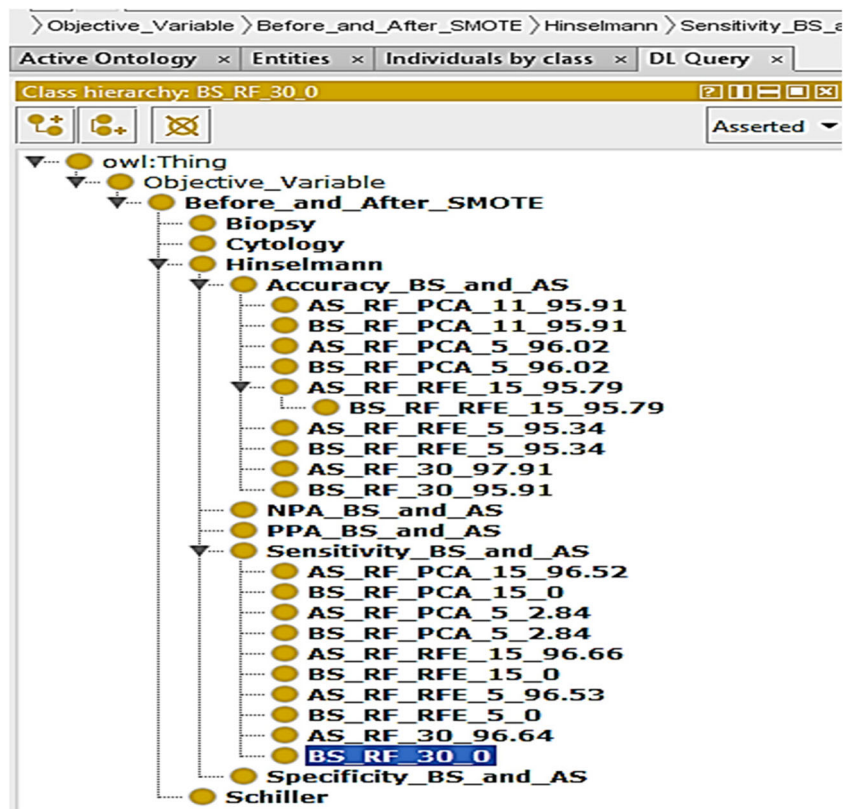 Objective_Variable Before_and_After_SMOTE Hinselmann Sensitivity_BS_a
Active Ontology × Entities × Individuals by class × DL Query ×
Class hierarchy: BS_RF_30_0
Asserted
owl:Thing
Objective_Variable
Before_and_After_SMOTE
Biopsy
Cytology
Hinselmann
Accuracy_BS_and_AS
AS_RF_PCA_11_95.91
BS_RF_PCA_11_95.91
AS_RF_PCA_5_96.02
BS_RF_PCA_5_96.02
AS_RF_RFE_15_95.79
BS_RF_RFE_15_95.79
AS_RF_RFE_5_95.34
BS_RF_RFE_5_95.34
AS_RF_30_97.91
BS_RF_30_95.91
NPA_BS_and_AS
PPA_BS_and_AS
Sensitivity_BS_and_AS
AS_RF_PCA_15_96.52
BS_RF_PCA_15_0
AS_RF_PCA_5_2.84
BS_RF_PCA_5_2.84
AS_RF_RFE_15_96.66
BS_RF_RFE_15_0
AS_RF_RFE_5_96.53
BS_RF_RFE_5_0
AS_RF_30_96.64
BS_RF_30_0
Specificity_BS_and_AS
Schiller